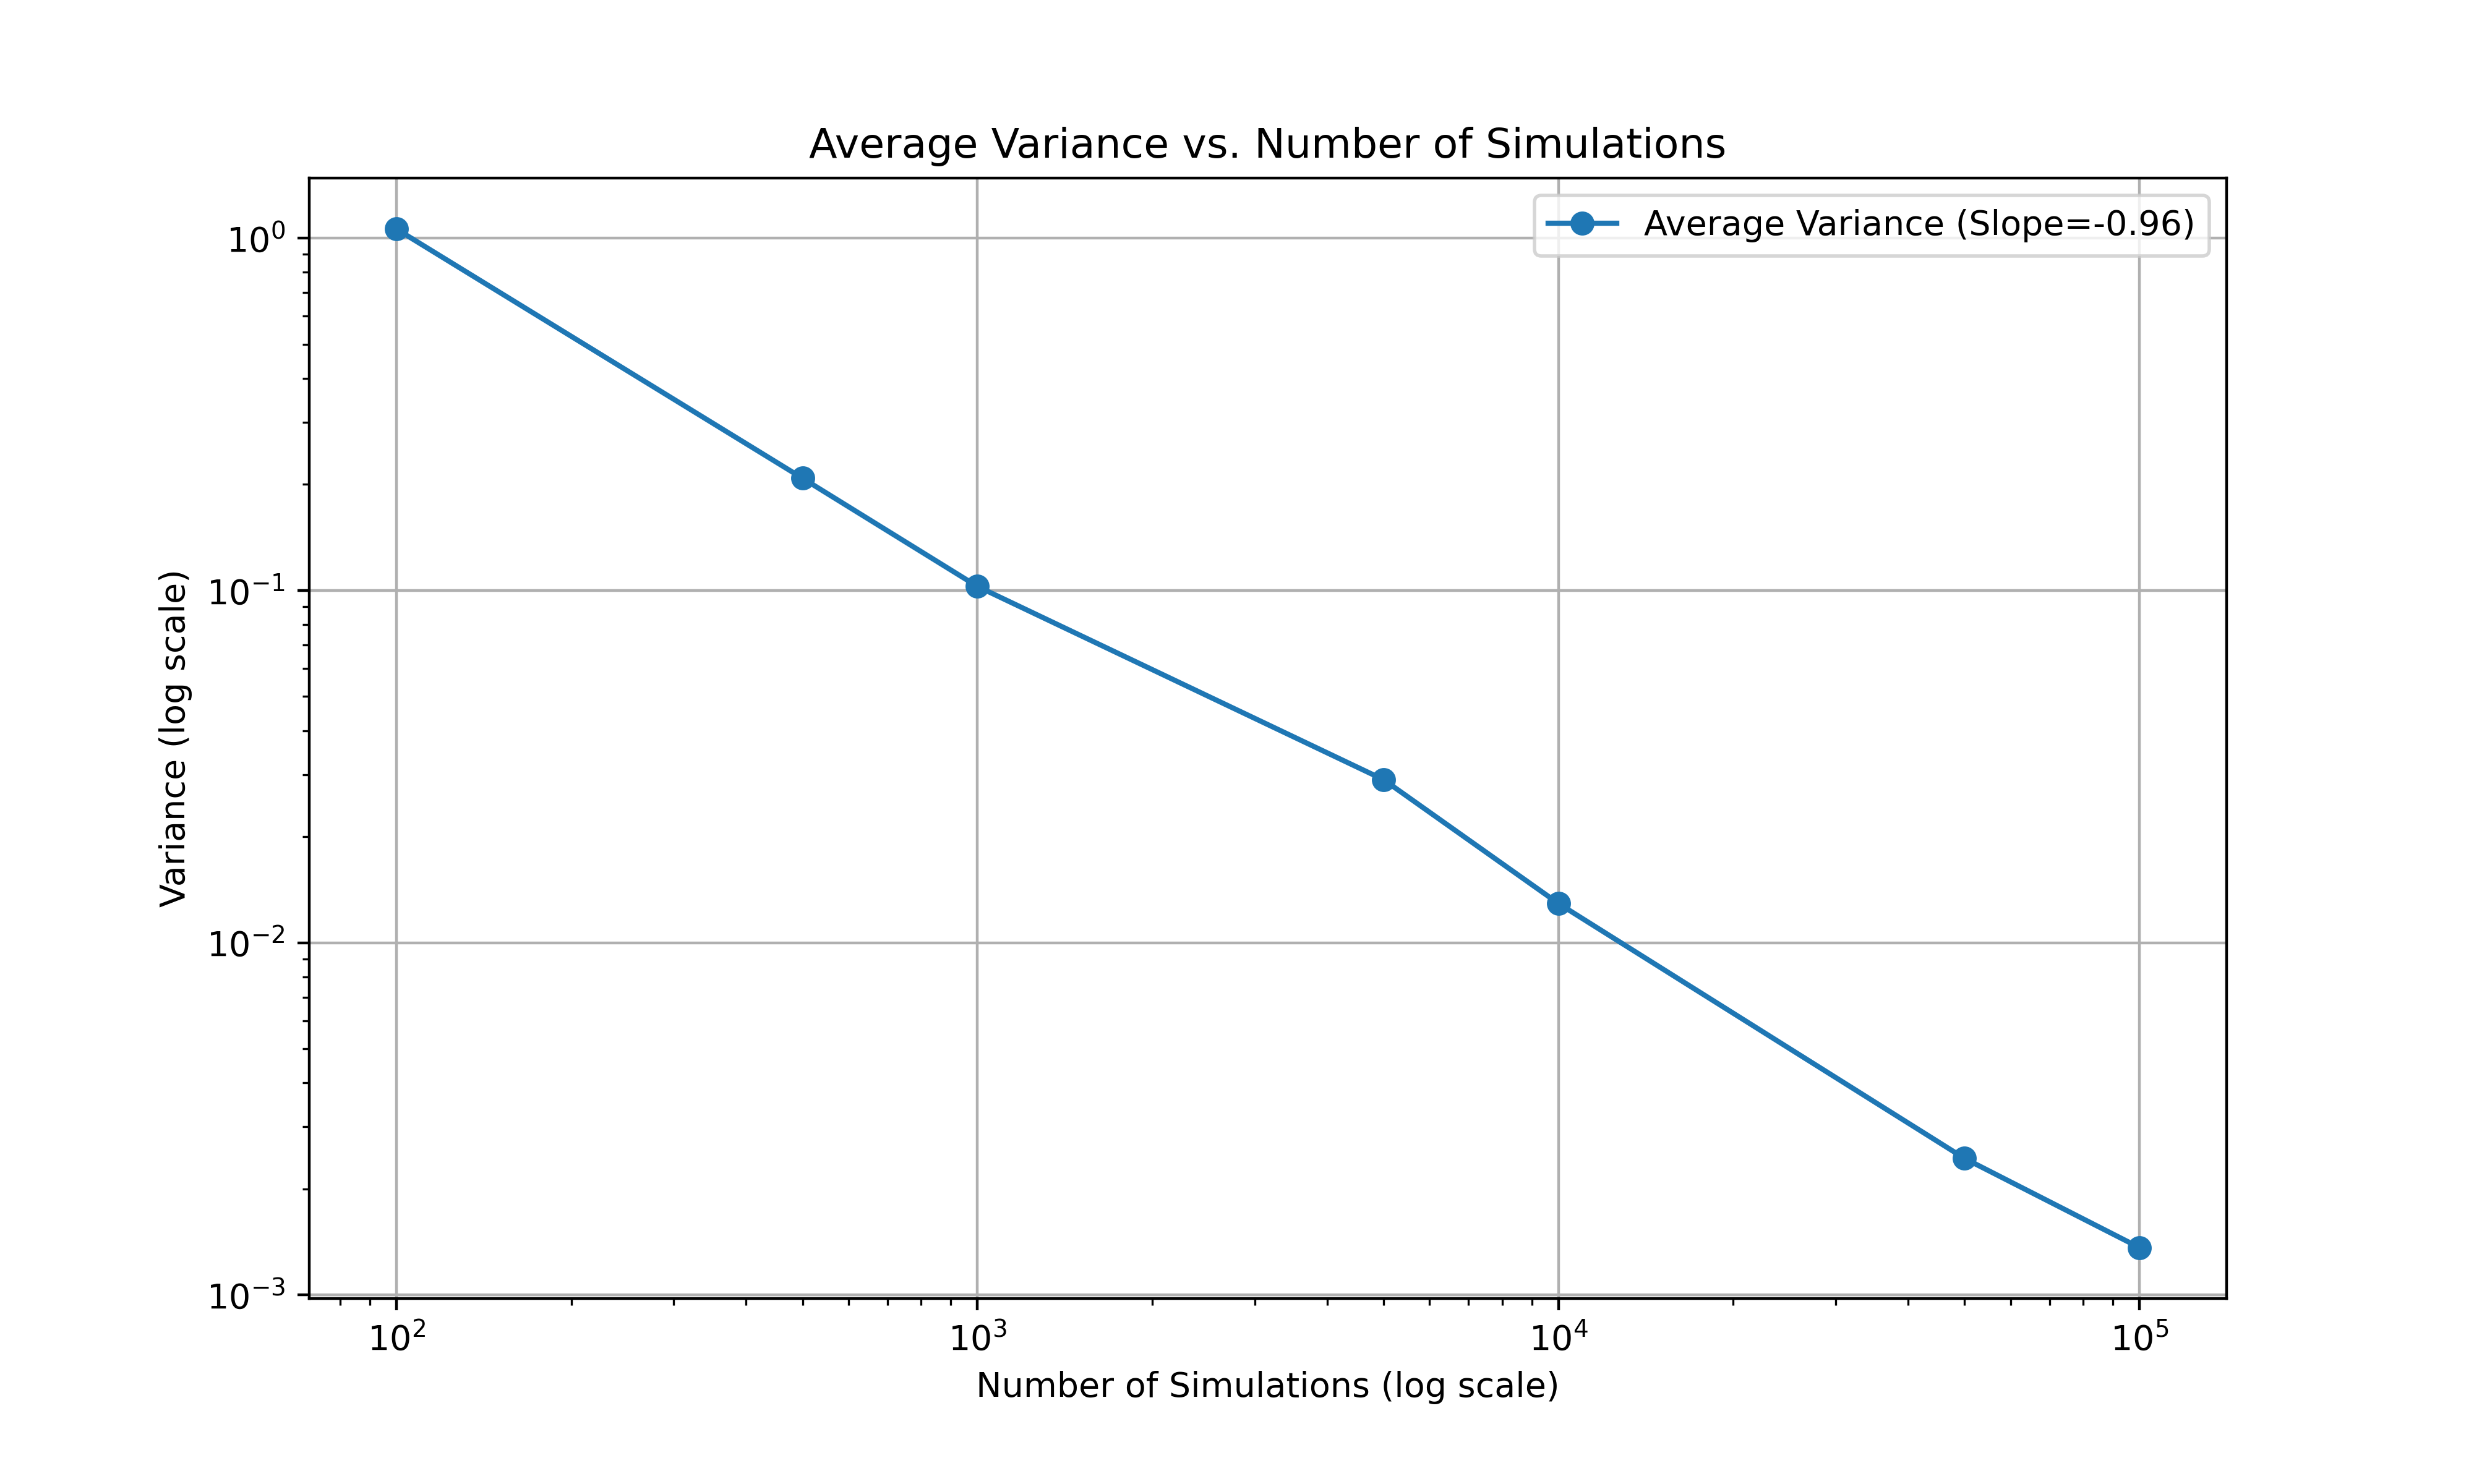 Average Variance vs. Number of Simulations
Average Variance (Slope=-0.96)
Variance (log scale)
10⁰
10⁻¹
10⁻²
10⁻³
10² 10³ 10⁴ 10⁵
Number of Simulations (log scale)